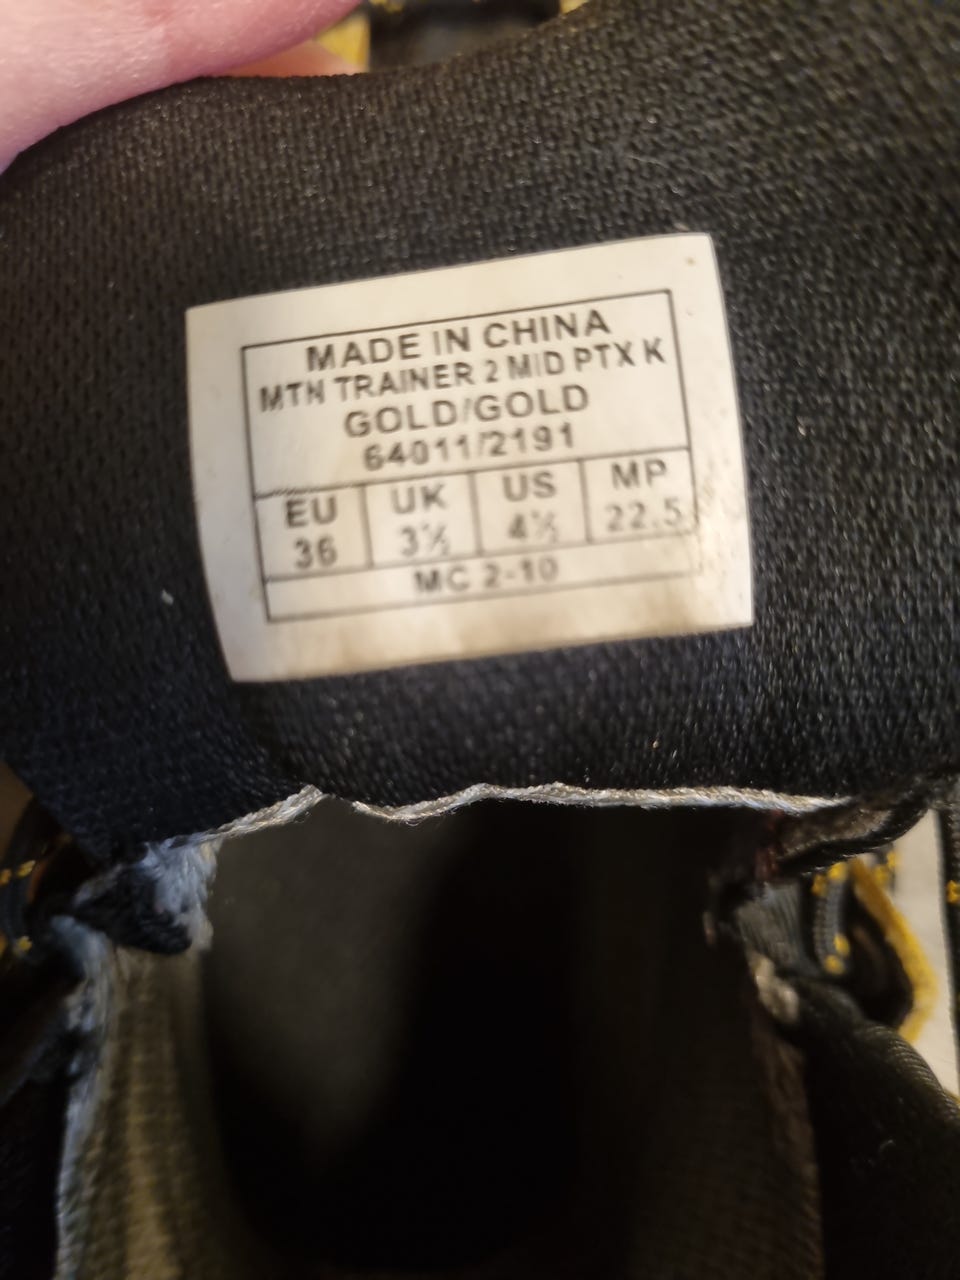 MADE IN CHINA
MTN TRAINER 2 MID PTX K
GOLD/GOLD
64011/2191
EU UK US MP
36 3½ 4½ 22.5
MC 2-10